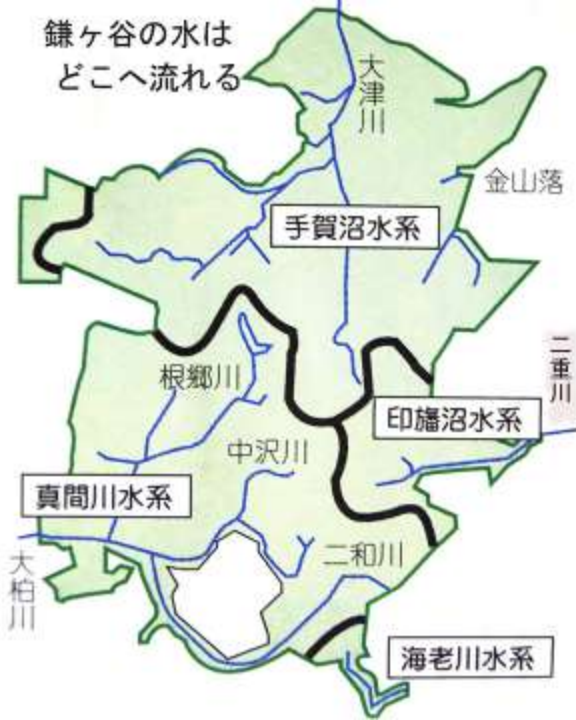 鎌ヶ谷の水は
どこへ流れる
大津川
金山落
手賀沼水系
二重川
根郷川
印旛沼水系
中沢川
真間川水系
二和川
大柏川
海老川水系